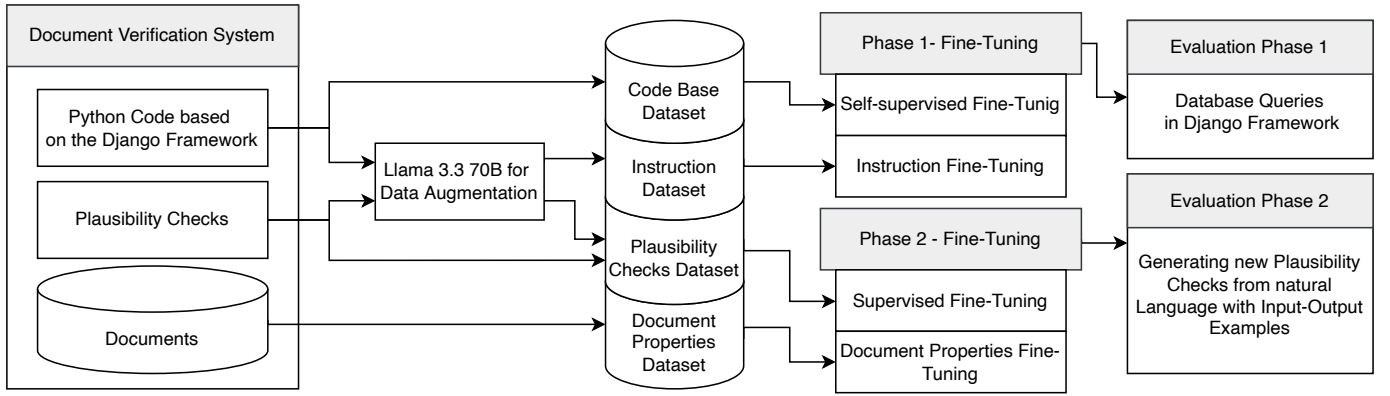 Document Verification System
Python Code based
on the Django Framework
Plausibility Checks
Documents
Llama 3.3 70B for
Data Augmentation
Code Base
Dataset
Instruction
Dataset
Plausibility
Checks Dataset
Document
Properties
Dataset
Phase 1- Fine-Tuning
Self-supervised Fine-Tunig
Instruction Fine-Tuning
Phase 2 - Fine-Tuning
Supervised Fine-Tuning
Document Properties Fine-
Tuning
Evaluation Phase 1
Database Queries
in Django Framework
Evaluation Phase 2
Generating new Plausibility
Checks from natural
Language with Input-Output
Examples